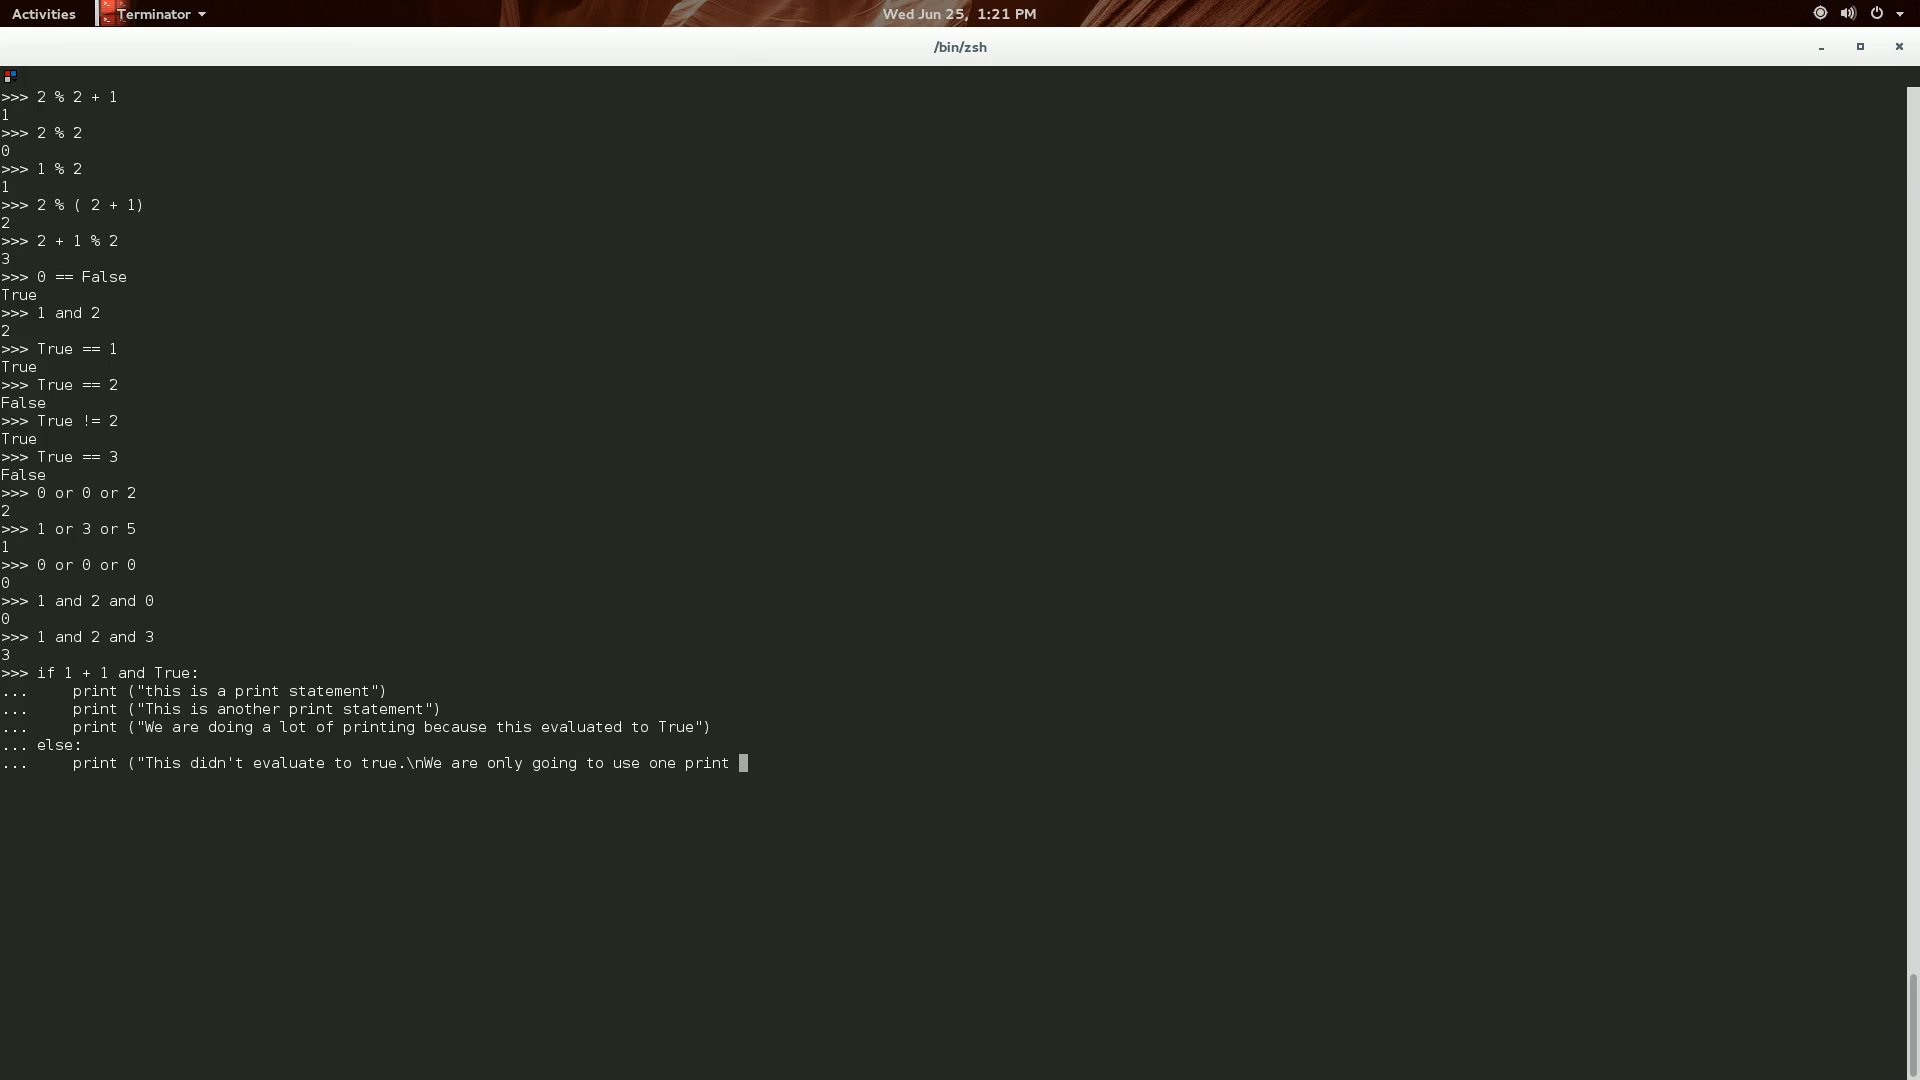 Activities Terminator Wed Jun 25, 1:21 PM
/bin/zsh
>>> 2 % 2 + 1
1
>>> 2 % 2
0
>>> 1 % 2
1
>>> 2 % ( 2 + 1)
2
>>> 2 + 1 % 2
3
>>> 0 == False
True
>>> 1 and 2
2
>>> True == 1
True
>>> True == 2
False
>>> True != 2
True
>>> True == 3
False
>>> 0 or 0 or 2
2
>>> 1 or 3 or 5
1
>>> 0 or 0 or 0
0
>>> 1 and 2 and 0
0
>>> 1 and 2 and 3
3
>>> if 1 + 1 and True:
...     print ("this is a print statement")
...     print ("This is another print statement")
...     print ("We are doing a lot of printing because this evaluated to True")
... else:
...     print ("This didn't evaluate to true.\nWe are only going to use one print